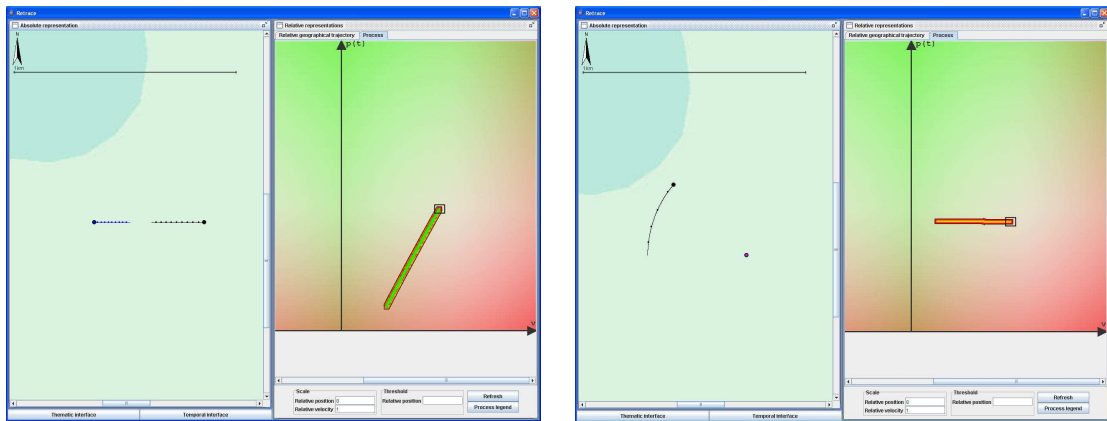 Retrace
Absolute representation
N
1km
Thematic interface
Temporal interface
Relative representations
Relative geographical trajectory
Process
p(t)
v
Scale
Relative position 0
Relative velocity 1
Threshold
Relative position
Refresh
Process legend
Retrace
Absolute representation
N
1km
Thematic interface
Temporal interface
Relative representations
Relative geographical trajectory
Process
p(t)
v
Scale
Relative position 0
Relative velocity 1
Threshold
Relative position
Refresh
Process legend